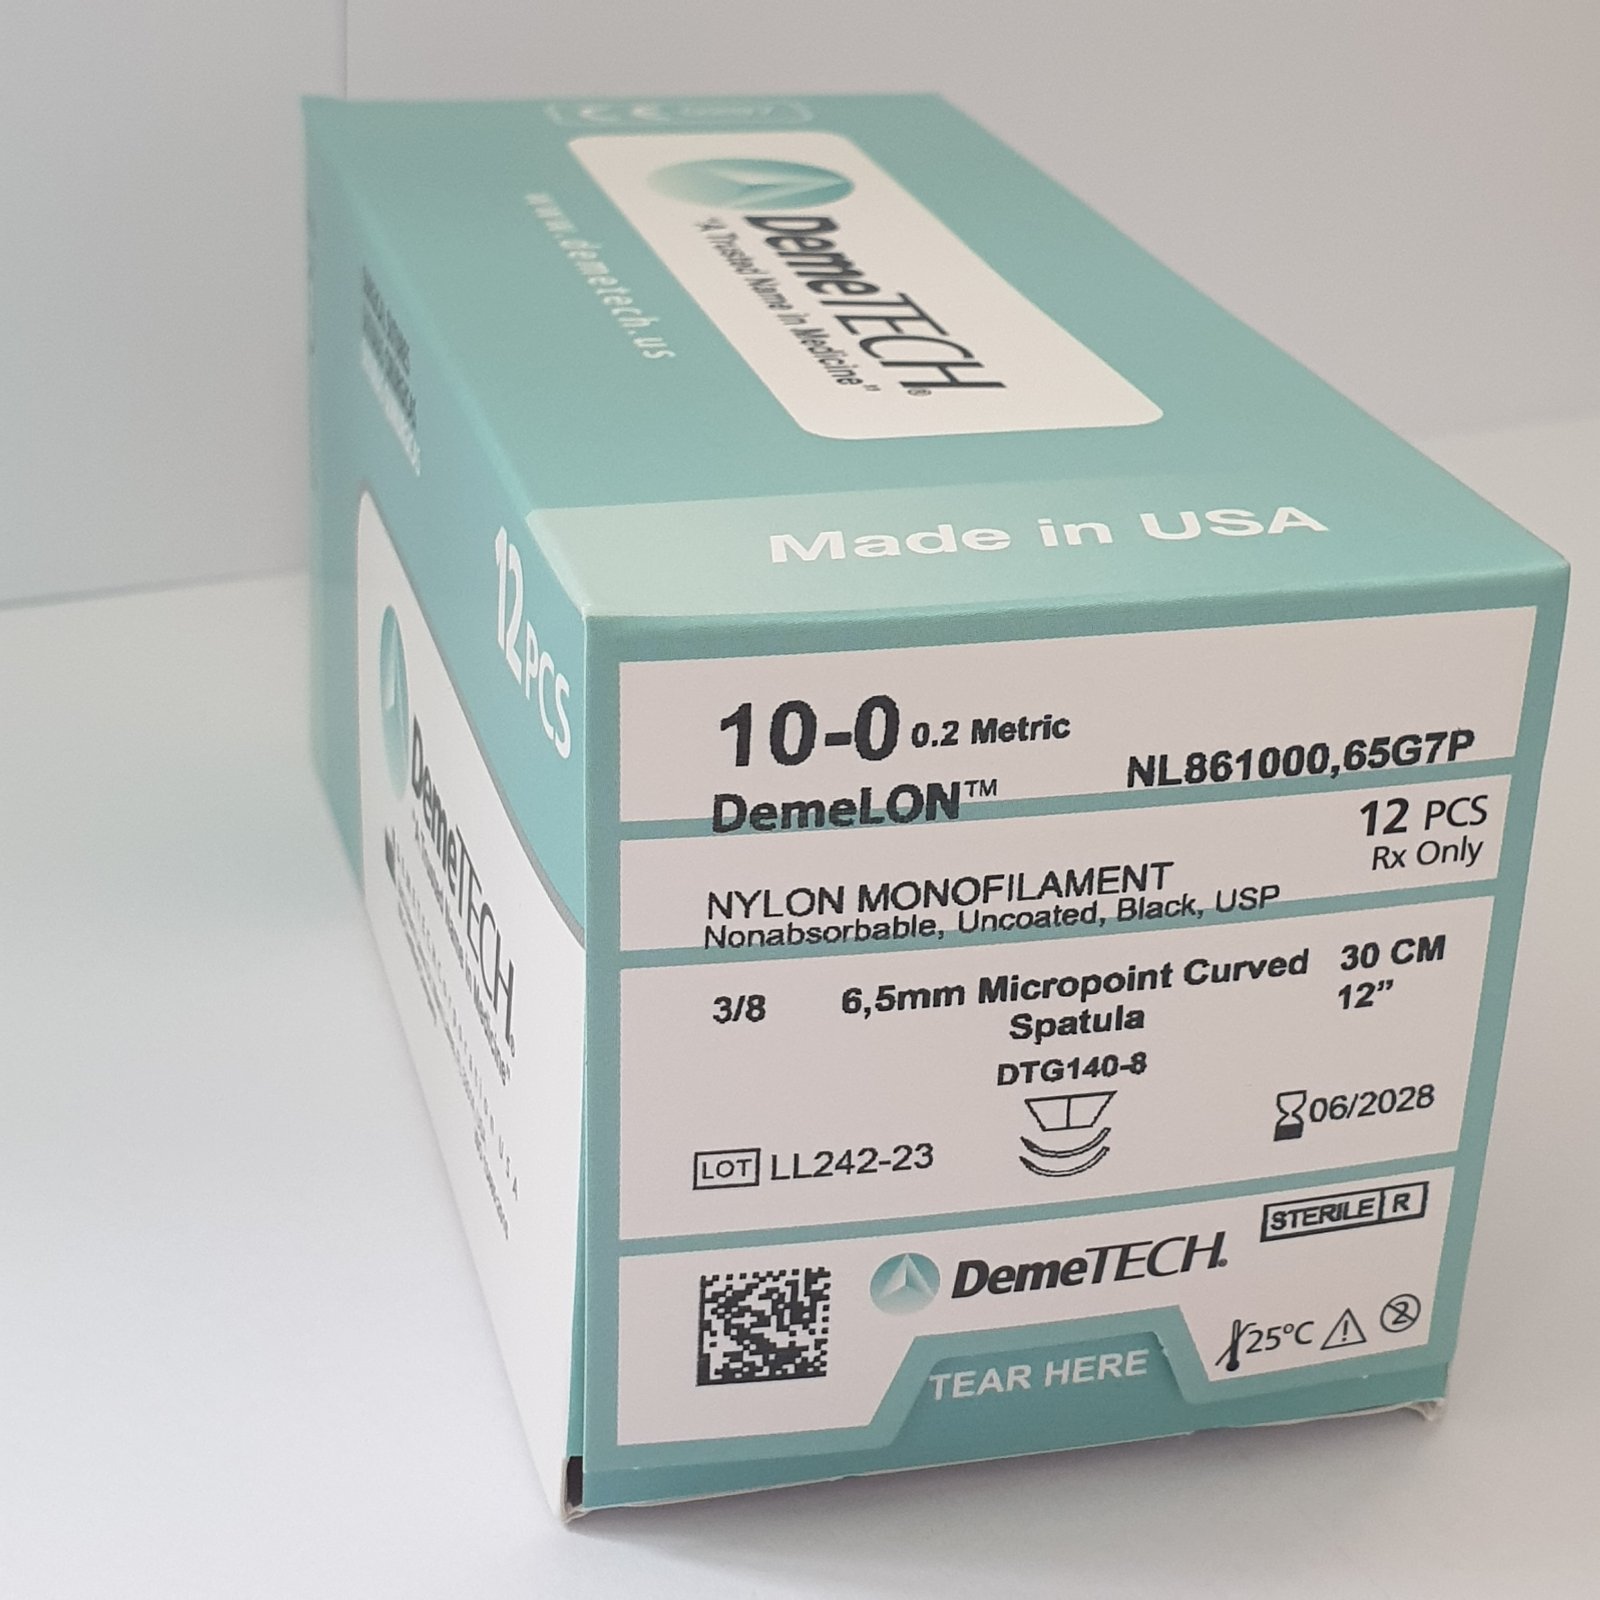 www.demetech.us
DemeTECH®
"A Trusted Name in Medicine"
Made in USA
12 PCS
DemeTECH®
10-0 0.2 Metric
NL861000,65G7P
DemeLON™
12 PCS
Rx Only
NYLON MONOFILAMENT
Nonabsorbable, Uncoated, Black, USP
3/8 6,5mm Micropoint Curved 30 CM
Spatula 12”
DTG140-8
06/2028
LOT LL242-23
STERILE R
DemeTECH®
25°C
2
TEAR HERE